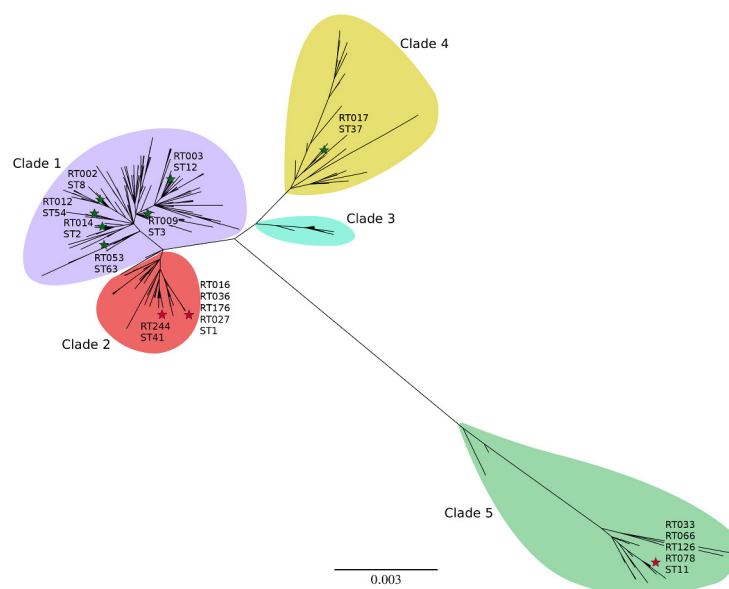 Clade 4
RT017
ST37
Clade 1
RT003
ST12
RT002
ST8
RT012
ST54
RT014
ST2
RT009
ST3
RT053
ST63
Clade 3
RT016
RT036
RT176
RT027
ST1
RT244
ST41
Clade 2
Clade 5
RT033
RT066
RT126
RT078
ST11
0.003